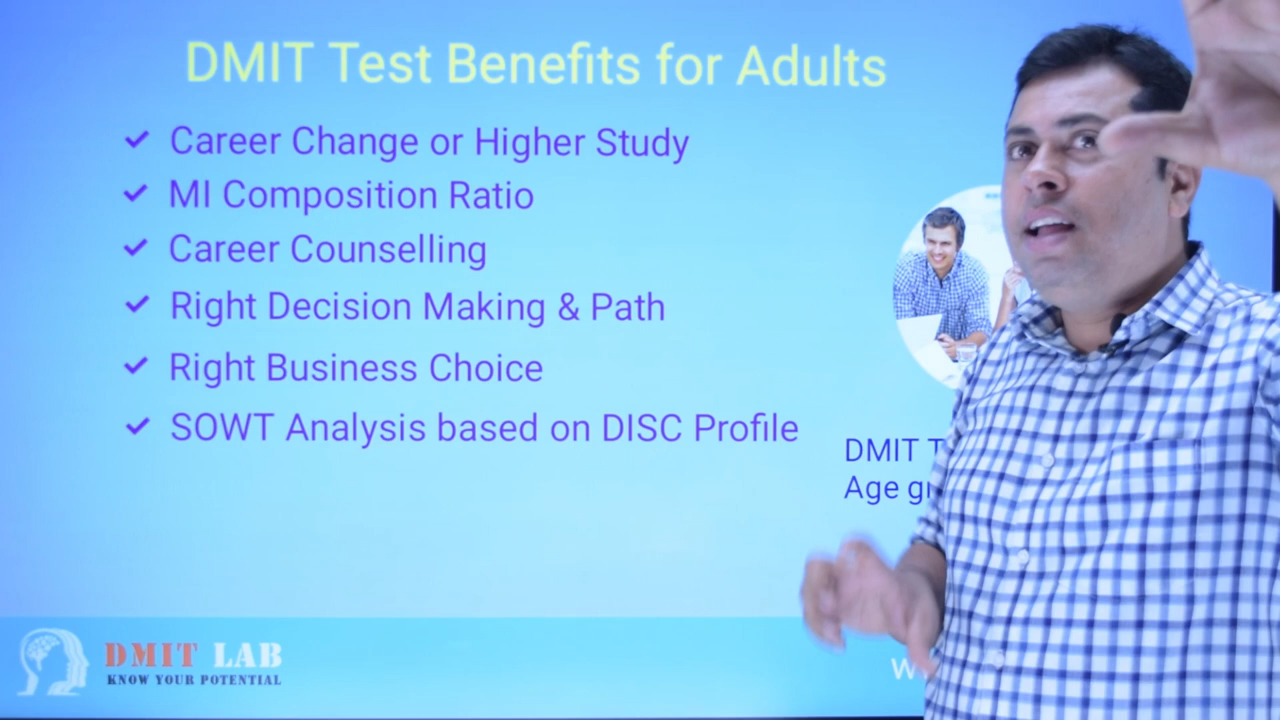 DMIT Test Benefits for Adults
Career Change or Higher Study
MI Composition Ratio
Career Counselling
Right Decision Making & Path
Right Business Choice
SOWT Analysis based on DISC Profile
DMIT
Age
DMIT LAB
KNOW YOUR POTENTIAL